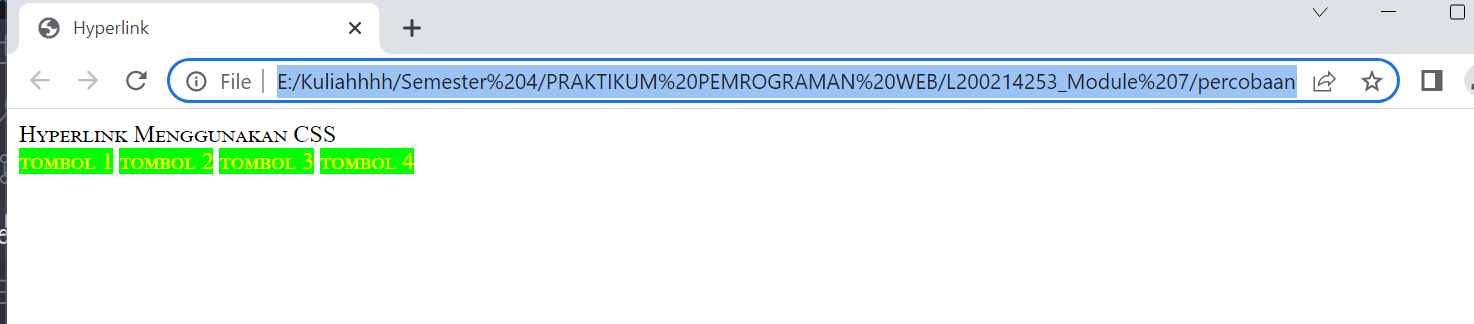 Hyperlink
File E:/Kuliahhhh/Semester%204/PRAKTIKUM%20PEMROGRAMAN%20WEB/L200214253_Module%207/percobaan
Hyperlink Menggunakan CSS
tombol 1 tombol 2 tombol 3 tombol 4